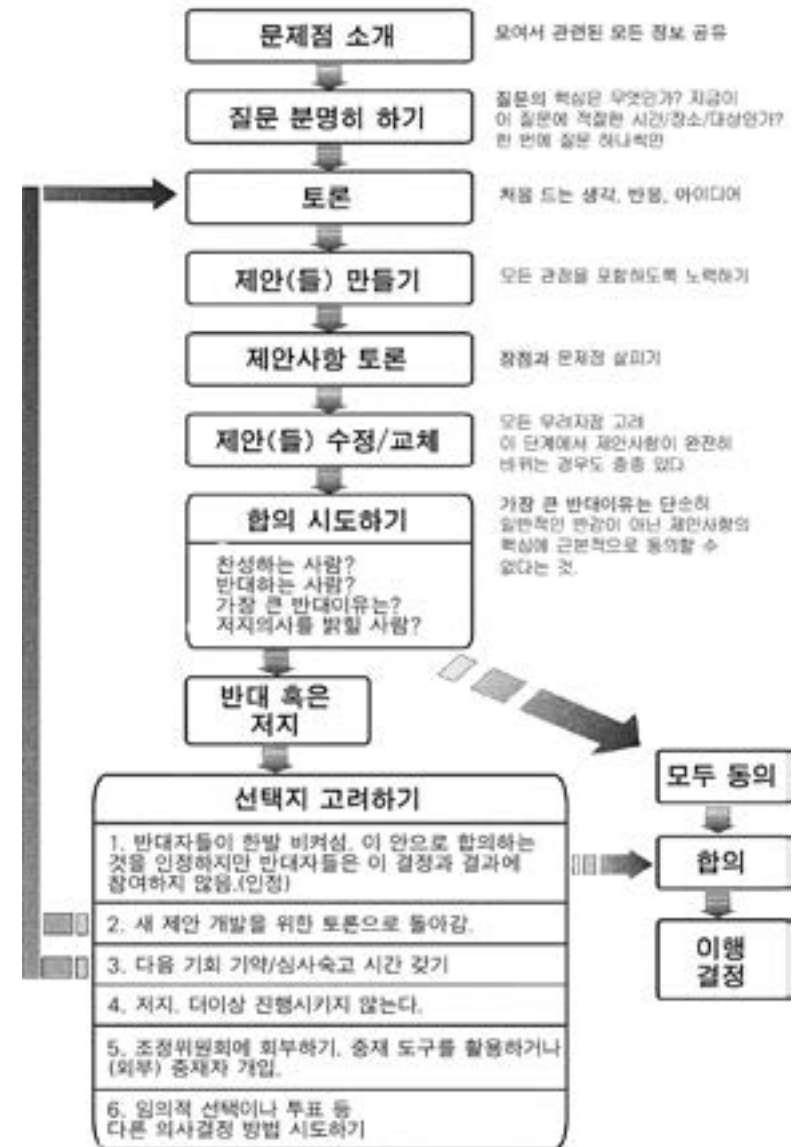 문제점 소개
모여서 관련된 모든 정보 공유
질문 분명히 하기
질문의 핵심은 무엇인가? 지금이
이 질문에 적절한 시간/장소/대상인가?
한 번에 질문 하나씩만
토론
처음 드는 생각, 반응, 아이디어
제안(들) 만들기
모든 관점을 포함하도록 노력하기
제안사항 토론
장점과 문제점 살피기
제안(들) 수정/교체
모든 우려지점 고려
이 단계에서 제안사항이 완전히
바뀌는 경우도 종종 있다.
합의 시도하기
찬성하는 사람?
반대하는 사람?
가장 큰 반대이유는?
저지의사를 밝힐 사람?
가장 큰 반대이유는 단순히
일반적인 반감이 아닌 제안사항의
핵심에 근본적으로 동의할 수
없다는 것.
반대 혹은
저지
선택지 고려하기
1. 반대자들이 한발 비켜섬. 이 안으로 합의하는
것을 인정하지만 반대자들은 이 결정과 결과에
참여하지 않음.(인정)
2. 새 제안 개발을 위한 토론으로 돌아감.
3. 다음 기회 기약/심사숙고 시간 갖기
4. 저지. 더이상 진행시키지 않는다.
5. 조정위원회에 회부하기. 중재 도구를 활용하거나
(외부) 중재자 개입.
6. 임의적 선택이나 투표 등
다른 의사결정 방법 시도하기
모두 동의
합의
이행
결정